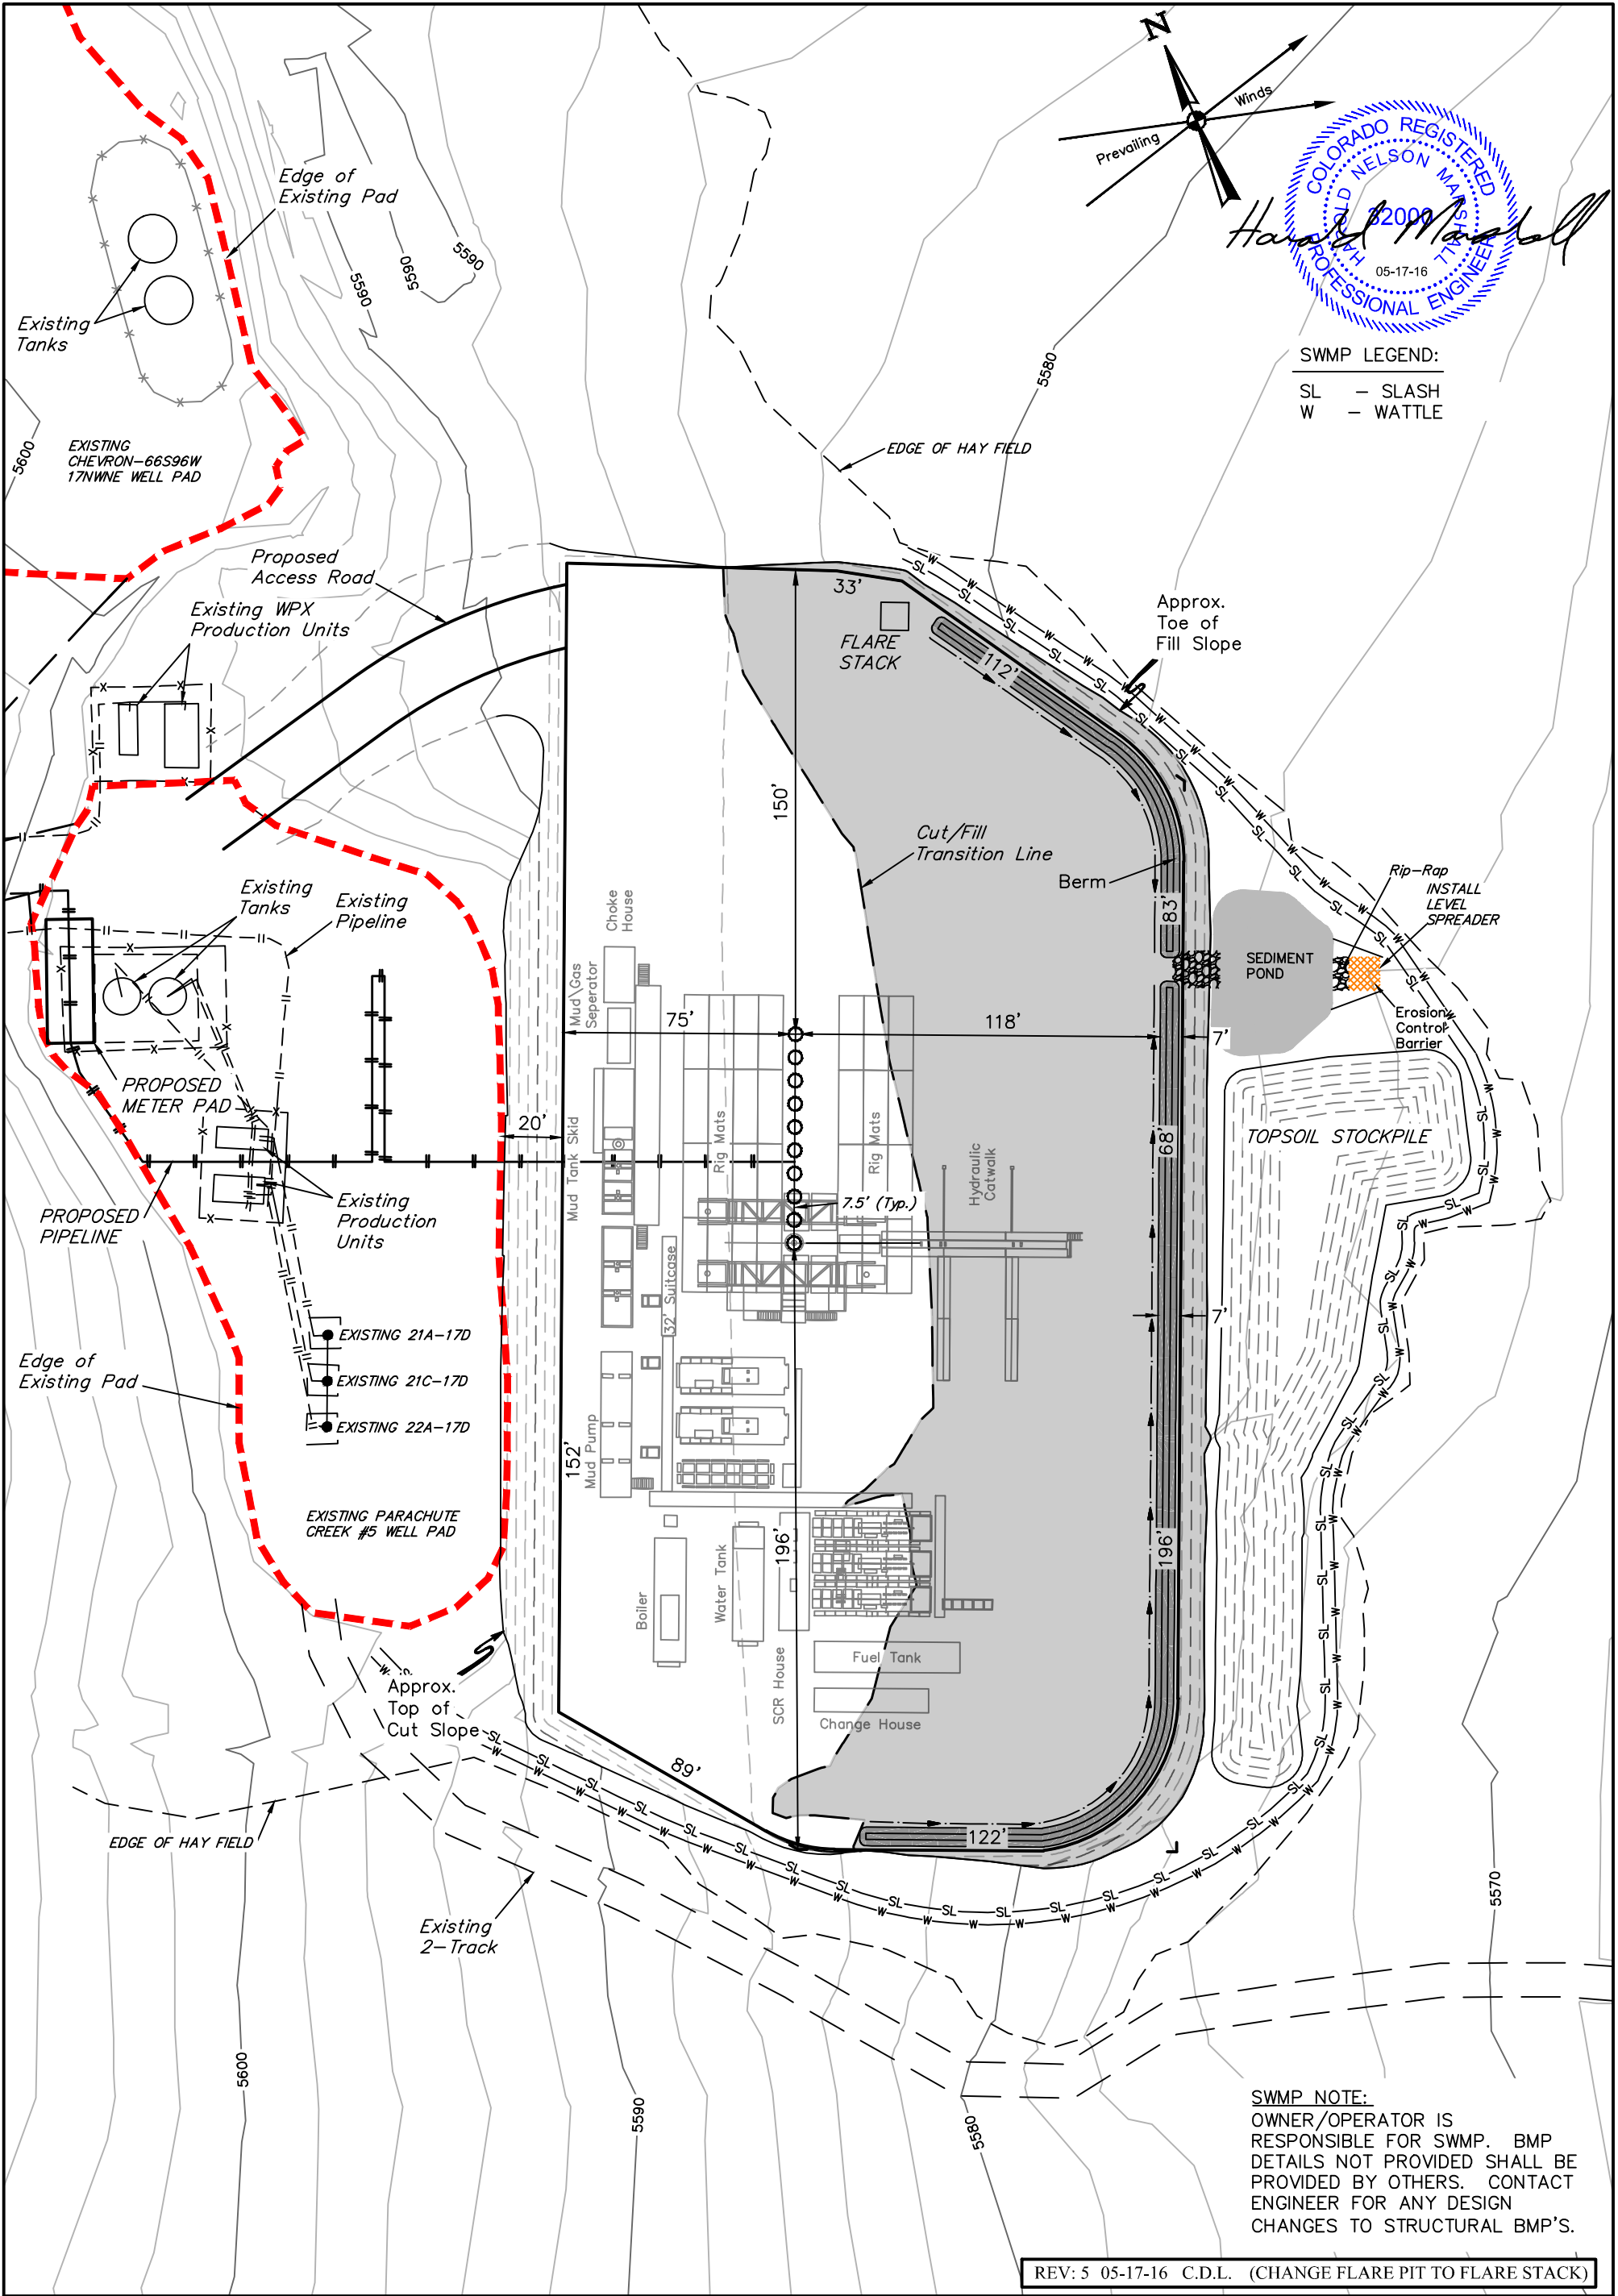 N
Winds
Prevailing
COLORADO REGISTERED
HAROLD NELSON MARSHALL
32000
05-17-16
PROFESSIONAL ENGINEER
Harold Marshall
SWMP LEGEND:
SL – SLASH
W – WATTLE
Edge of
Existing Pad
Existing
Tanks
5590
5590
5590
5580
5600
EXISTING
CHEVRON-66S96W
17NWNE WELL PAD
EDGE OF HAY FIELD
Proposed
Access Road
Existing WPX
Production Units
33'
FLARE
STACK
112'
Approx.
Toe of
Fill Slope
150'
Cut/Fill
Transition Line
Berm
83'
Rip-Rap
INSTALL
LEVEL
SPREADER
SEDIMENT
POND
Erosion
Control
Barrier
Existing
Tanks
Existing
Pipeline
Choke
House
Mud\Gas
Seperator
75'
118'
7'
PROPOSED
METER PAD
20'
Mud Tank Skid
Rig Mats
Rig Mats
Hydraulic
Catwalk
68'
TOPSOIL STOCKPILE
7.5' (Typ.)
PROPOSED
PIPELINE
Existing
Production
Units
32' Suitcase
7'
EXISTING 21A-17D
EXISTING 21C-17D
EXISTING 22A-17D
Edge of
Existing Pad
152'
Mud Pump
EXISTING PARACHUTE
CREEK #5 WELL PAD
196'
196'
Boiler
Water Tank
SCR House
Fuel Tank
Change House
Approx.
Top of
Cut Slope
89'
122'
EDGE OF HAY FIELD
Existing
2-Track
5570
5600
5590
5580
SWMP NOTE:
OWNER/OPERATOR IS
RESPONSIBLE FOR SWMP. BMP
DETAILS NOT PROVIDED SHALL BE
PROVIDED BY OTHERS. CONTACT
ENGINEER FOR ANY DESIGN
CHANGES TO STRUCTURAL BMP'S.
REV: 5 05-17-16 C.D.L. (CHANGE FLARE PIT TO FLARE STACK)